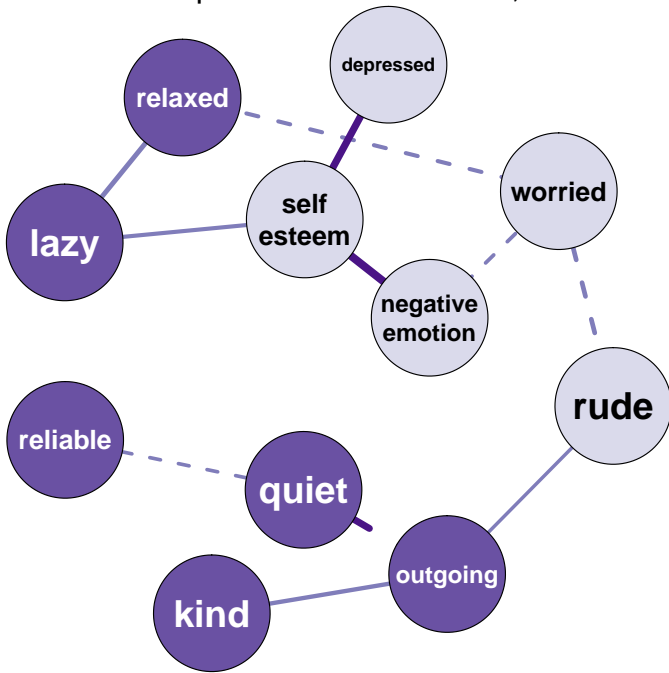 depressed
relaxed
worried
self
esteem
lazy
negative
emotion
rude
reliable
quiet
outgoing
kind